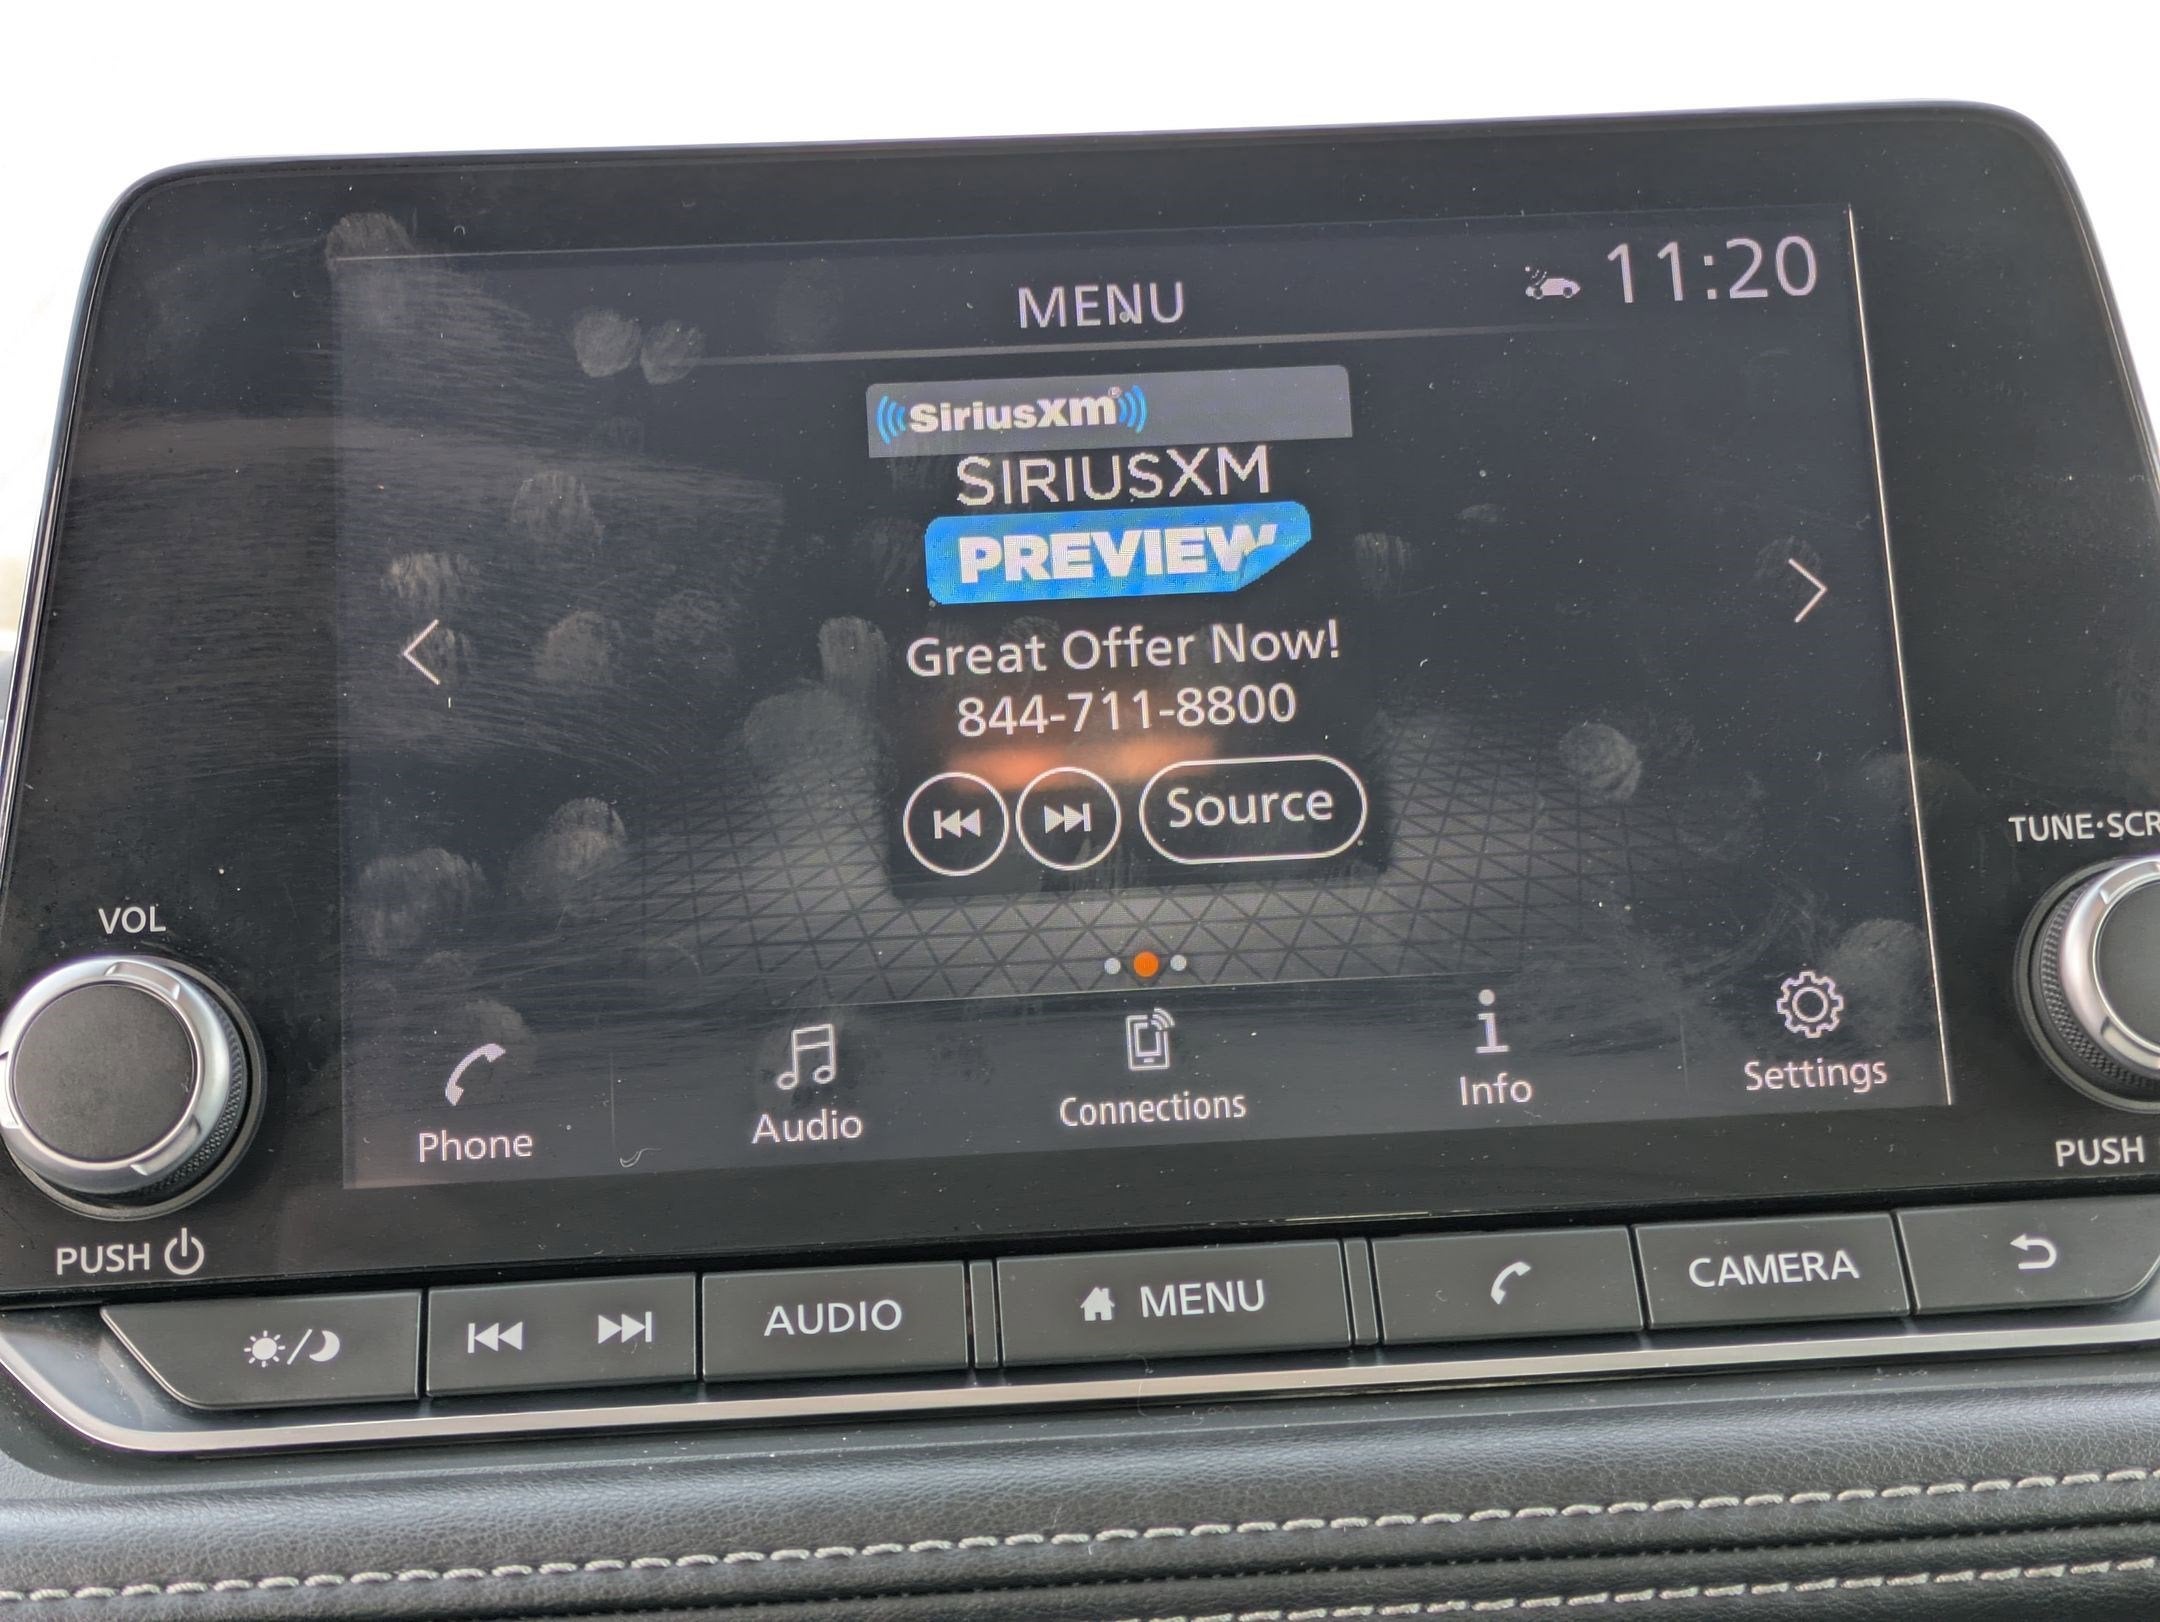 MENU
11:20
SiriusXm®
SIRIUSXM
PREVIEW
Great Offer Now!
844-711-8800
Source
Phone
Audio
Connections
Info
Settings
VOL
PUSH
TUNE·SCR
PUSH
AUDIO
MENU
CAMERA